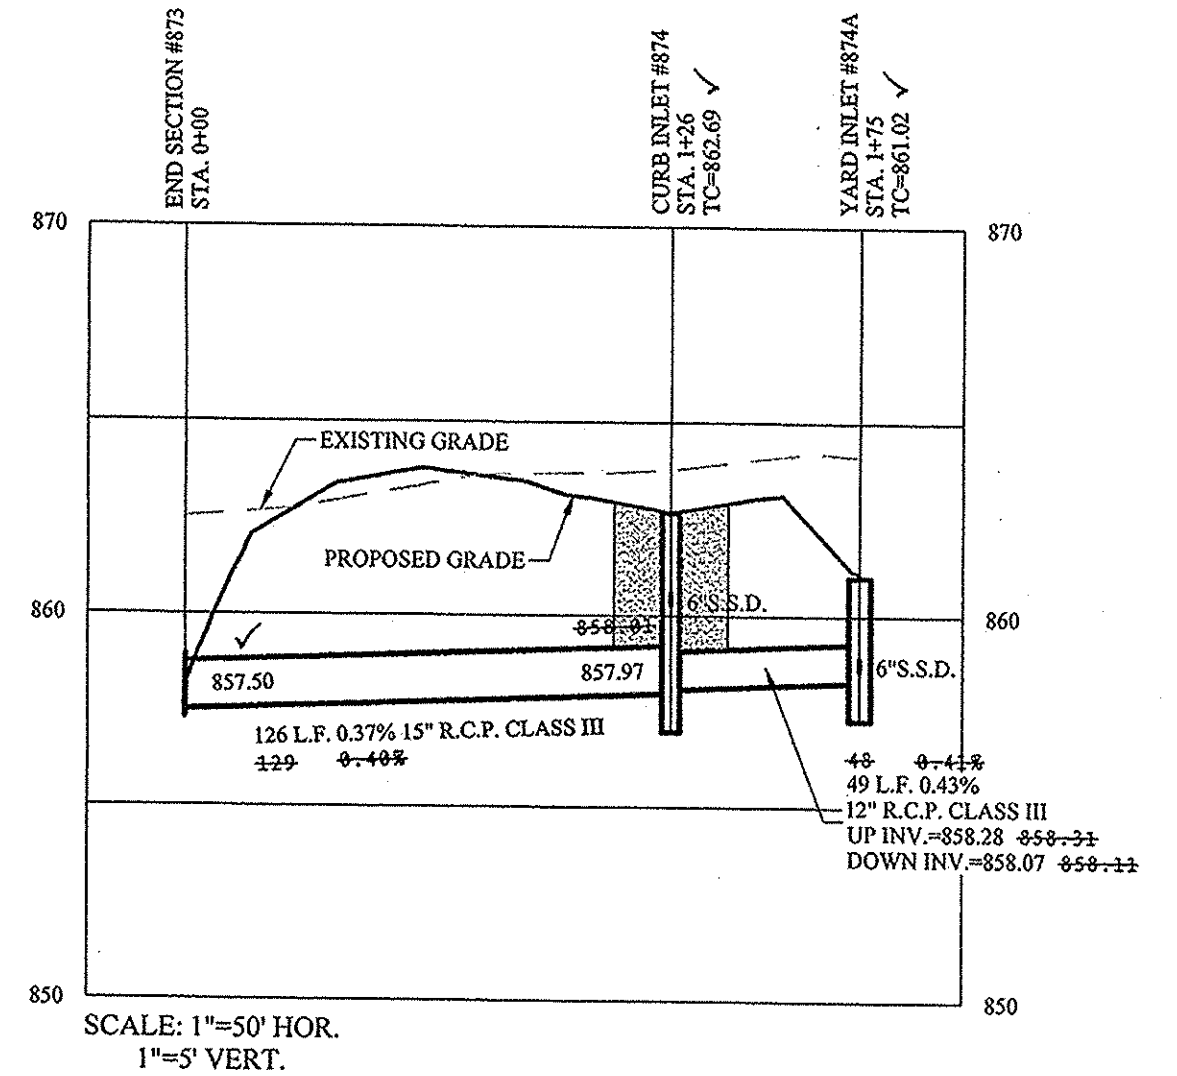 END SECTION #873
STA. 0+00
CURB INLET #874
STA. 1+26
TC=862.69 ✓
YARD INLET #874A
STA. 1+75
TC=861.02 ✓
870
870
EXISTING GRADE
PROPOSED GRADE
6"S.S.D.
860
860
858.01
✓
857.50
857.97
6"S.S.D.
126 L.F. 0.37% 15" R.C.P. CLASS III
129 0.40%
48 0.41%
49 L.F. 0.43%
12" R.C.P. CLASS III
UP INV.=858.28 858.31
DOWN INV.=858.07 858.11
850
850
SCALE: 1"=50' HOR.
1"=5' VERT.